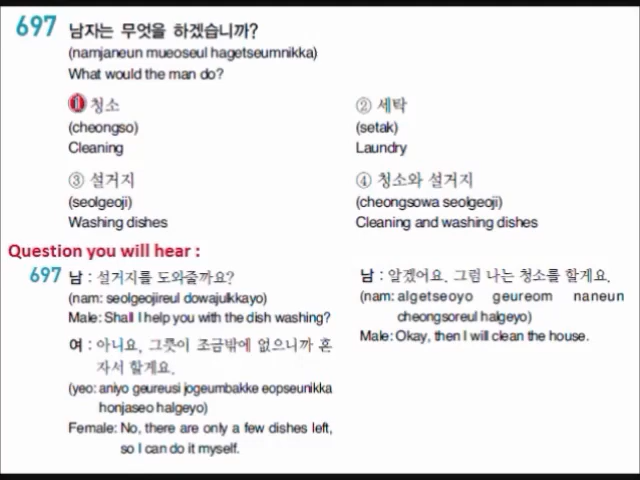 697 남자는 무엇을 하겠습니까?
(namjaneun mueoseul hagetseumnikka)
What would the man do?
① 청소
(cheongso)
Cleaning
② 세탁
(setak)
Laundry
③ 설거지
(seolgeoji)
Washing dishes
④ 청소와 설거지
(cheongsowa seolgeoji)
Cleaning and washing dishes
Question you will hear :
697 남 : 설거지를 도와줄까요?
(nam: seolgeojireul dowajulkkayo)
Male: Shall I help you with the dish washing?
여 : 아니요, 그릇이 조금밖에 없으니까 혼
자서 할게요.
(yeo: aniyo geureusi jogeumbakke eopseunikka
honjaseo halgeyo)
Female: No, there are only a few dishes left,
so I can do it myself.
남 : 알겠어요. 그럼 나는 청소를 할게요.
(nam: algetseoyo geureom naneun
cheongsoreul halgeyo)
Male: Okay, then I will clean the house.